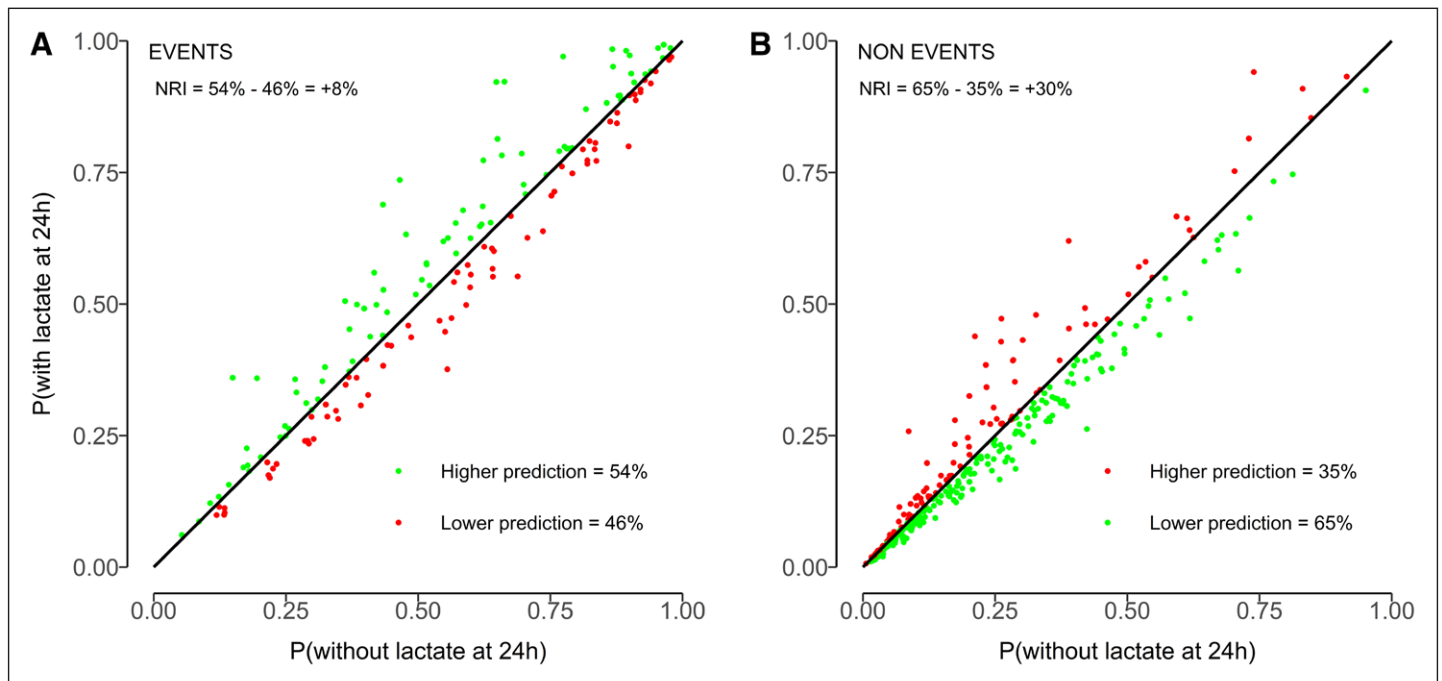 A
EVENTS
NRI = 54% - 46% = +8%
1.00
0.75
0.50
0.25
0.00
P(with lactate at 24h)
Higher prediction = 54%
Lower prediction = 46%
0.00 0.25 0.50 0.75 1.00
P(without lactate at 24h)
B
NON EVENTS
NRI = 65% - 35% = +30%
1.00
0.75
0.50
0.25
0.00
Higher prediction = 35%
Lower prediction = 65%
0.00 0.25 0.50 0.75 1.00
P(without lactate at 24h)